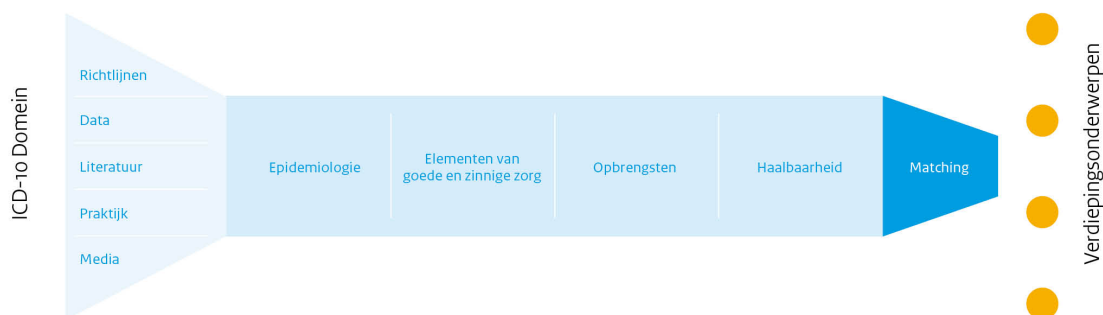 ICD-10 Domein
Richtlijnen
Data
Literatuur
Praktijk
Media
Epidemiologie
Elementen van
goede en zinnige zorg
Opbrengsten
Haalbaarheid
Matching
Verdiepingsonderwerpen